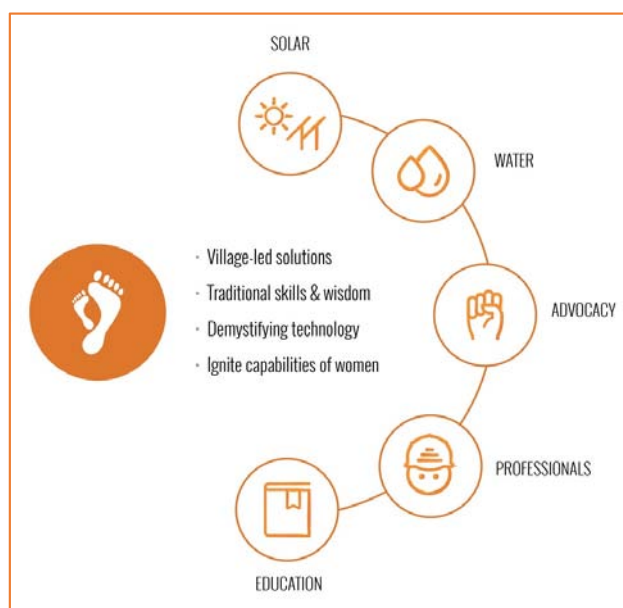 SOLAR
WATER
• Village-led solutions
• Traditional skills & wisdom
• Demystifying technology
• Ignite capabilities of women
ADVOCACY
PROFESSIONALS
EDUCATION